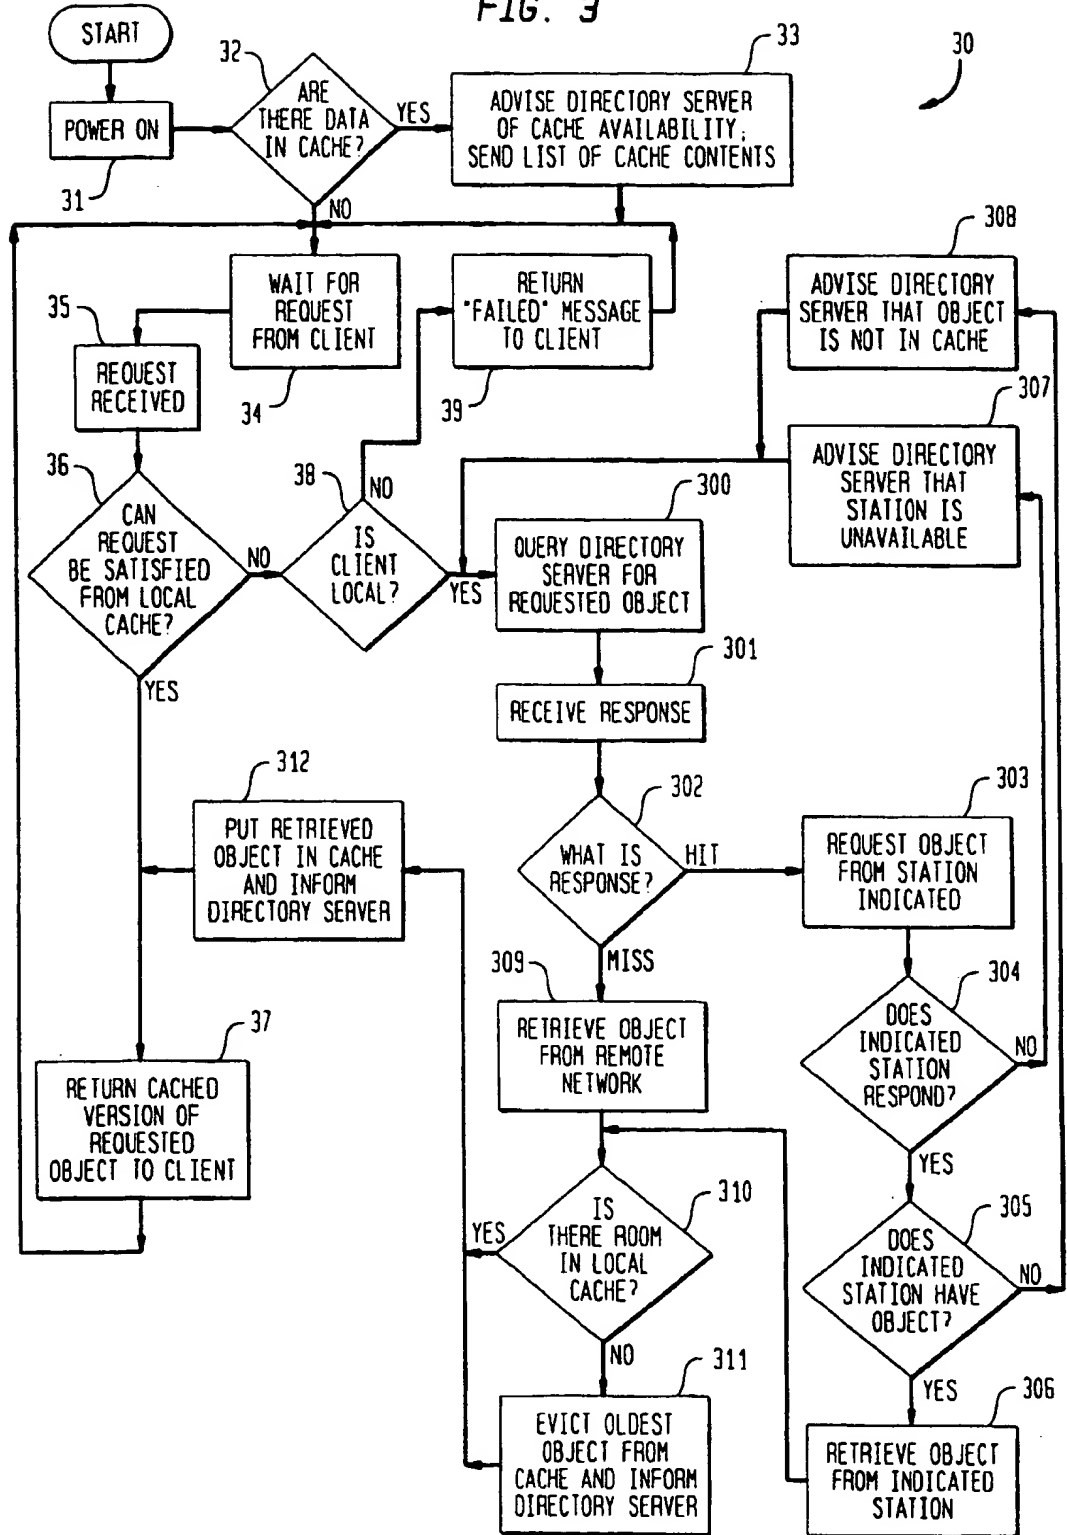 FIG. 3
START
30
32
33
ARE
THERE DATA
IN CACHE?
YES
NO
POWER ON
31
ADVISE DIRECTORY SERVER
OF CACHE AVAILABILITY;
SEND LIST OF CACHE CONTENTS
308
WAIT FOR
REQUEST
FROM CLIENT
34
RETURN
"FAILED" MESSAGE
TO CLIENT
39
ADVISE DIRECTORY
SERVER THAT OBJECT
IS NOT IN CACHE
35
REQUEST
RECEIVED
307
ADVISE DIRECTORY
SERVER THAT
STATION IS
UNAVAILABLE
36
CAN
REQUEST
BE SATISFIED
FROM LOCAL
CACHE?
NO
YES
38
NO
IS
CLIENT
LOCAL?
YES
300
QUERY DIRECTORY
SERVER FOR
REQUESTED OBJECT
301
RECEIVE RESPONSE
302
WHAT IS
RESPONSE?
HIT
MISS
303
REQUEST OBJECT
FROM STATION
INDICATED
312
PUT RETRIEVED
OBJECT IN CACHE
AND INFORM
DIRECTORY SERVER
304
DOES
INDICATED
STATION
RESPOND?
NO
YES
309
RETRIEVE OBJECT
FROM REMOTE
NETWORK
37
RETURN CACHED
VERSION OF
REQUESTED
OBJECT TO CLIENT
310
IS
THERE ROOM
IN LOCAL
CACHE?
YES
NO
305
DOES
INDICATED
STATION HAVE
OBJECT?
NO
YES
311
EVICT OLDEST
OBJECT FROM
CACHE AND INFORM
DIRECTORY SERVER
306
RETRIEVE OBJECT
FROM INDICATED
STATION